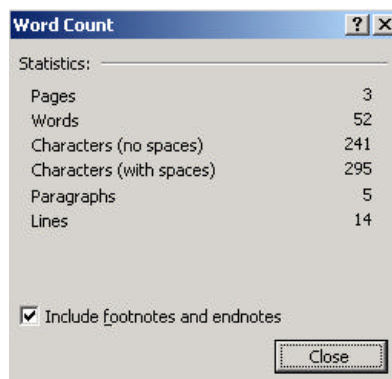 Word Count
Statistics:
Pages 3
Words 52
Characters (no spaces) 241
Characters (with spaces) 295
Paragraphs 5
Lines 14
Include footnotes and endnotes
Close